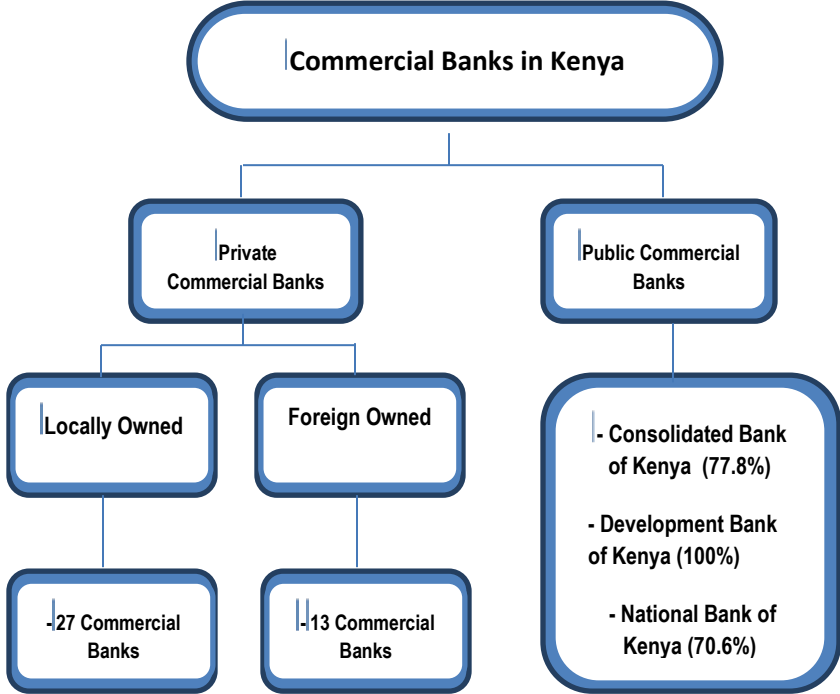 Commercial Banks in Kenya
Private
Commercial Banks
Public Commercial
Banks
Locally Owned
Foreign Owned
- Consolidated Bank
of Kenya (77.8%)
- Development Bank
of Kenya (100%)
- National Bank of
Kenya (70.6%)
-27 Commercial
Banks
-13 Commercial
Banks